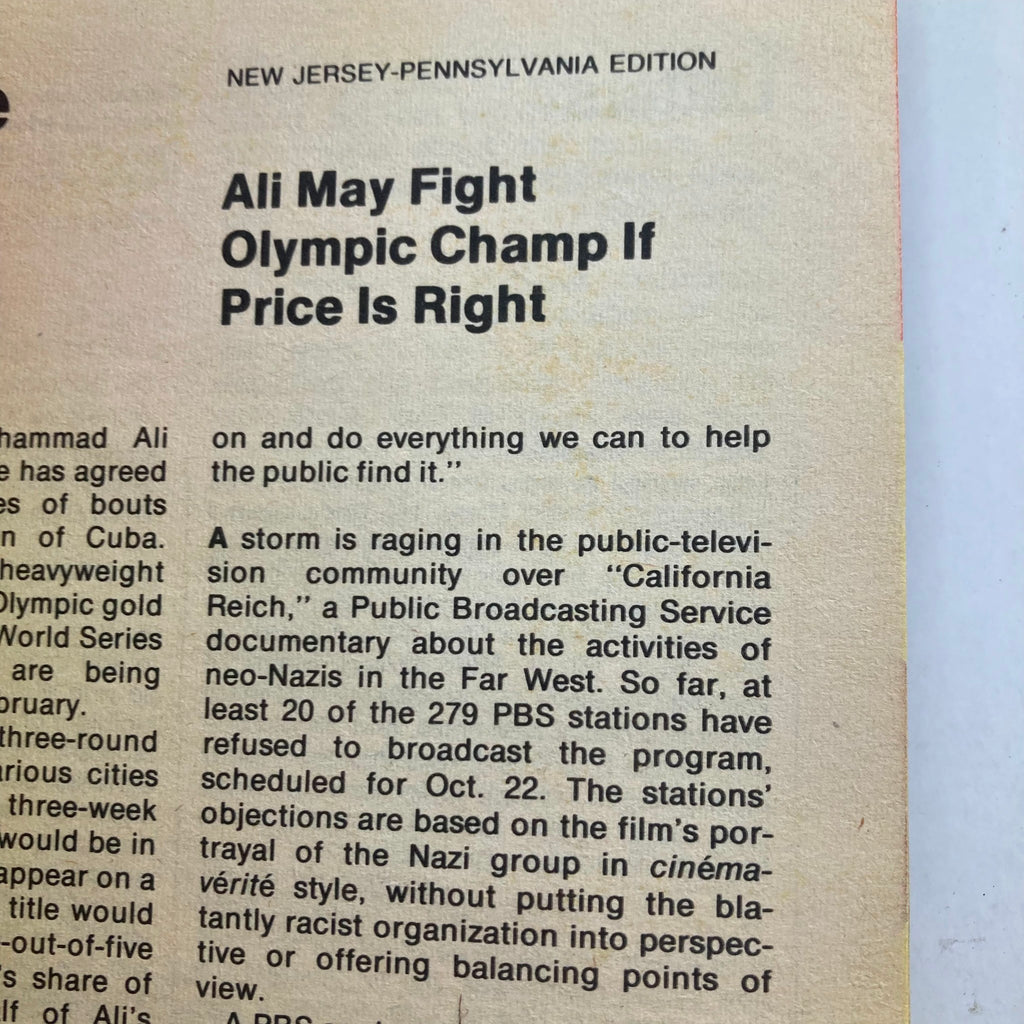 NEW JERSEY-PENNSYLVANIA EDITION
Ali May Fight
Olympic Champ If
Price Is Right
Ali
has agreed
of bouts
of Cuba.
heavyweight
Olympic gold
World Series
are being
three-round
cities
three-week
would be in
appear on a
title would
-out-of-five
share of
of Ali's
on and do everything we can to help
the public find it.”
A storm is raging in the public-televi-
sion community over “California
Reich,” a Public Broadcasting Service
documentary about the activities of
neo-Nazis in the Far West. So far, at
least 20 of the 279 PBS stations have
refused to broadcast the program,
scheduled for Oct. 22. The stations’
objections are based on the film’s por-
trayal of the Nazi group in cinéma-
vérité style, without putting the bla-
tantly racist organization into perspec-
tive or offering balancing points of
view.
A PBS